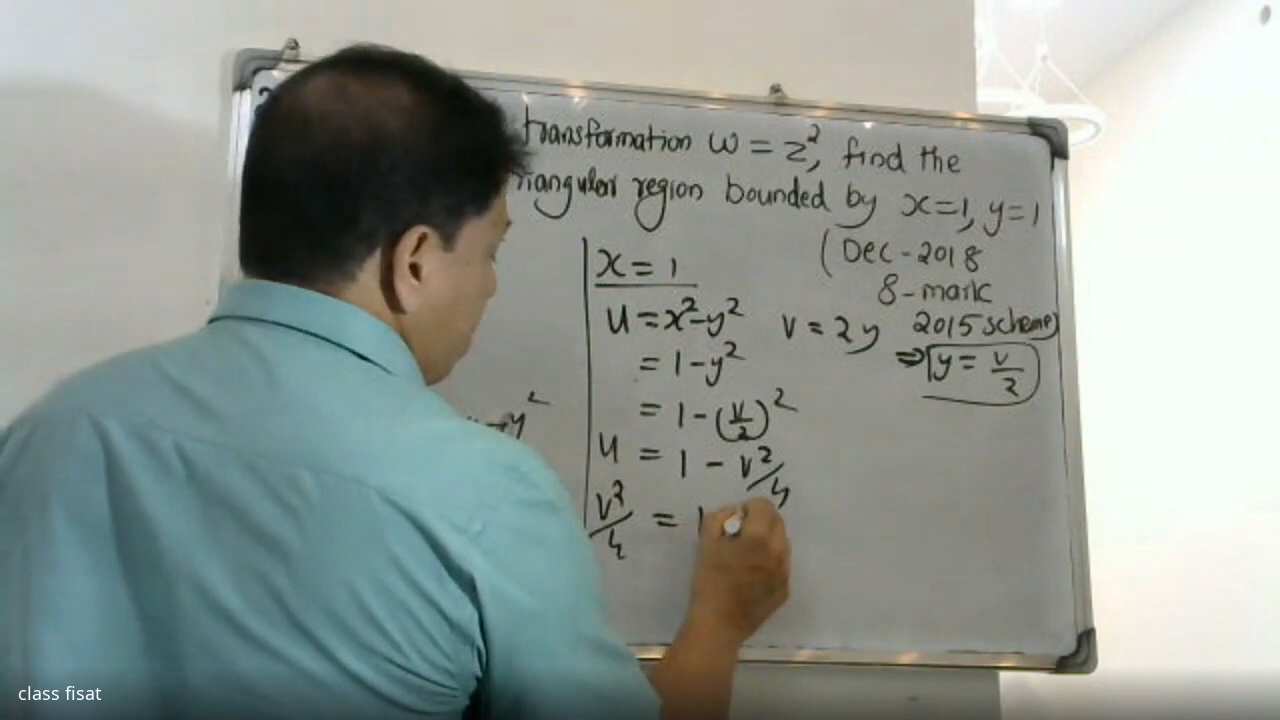 transformation w = z², find the
riangular region bounded by x=1, y=1
(Dec-2018
8-mark
2015 scheme)
x = 1
u = x²-y² v = 2y ⇒ y = v/2
= 1-y²
= 1-(v/2)²
u = 1 - v²/4
v²/4 = 1
y²
class fisat